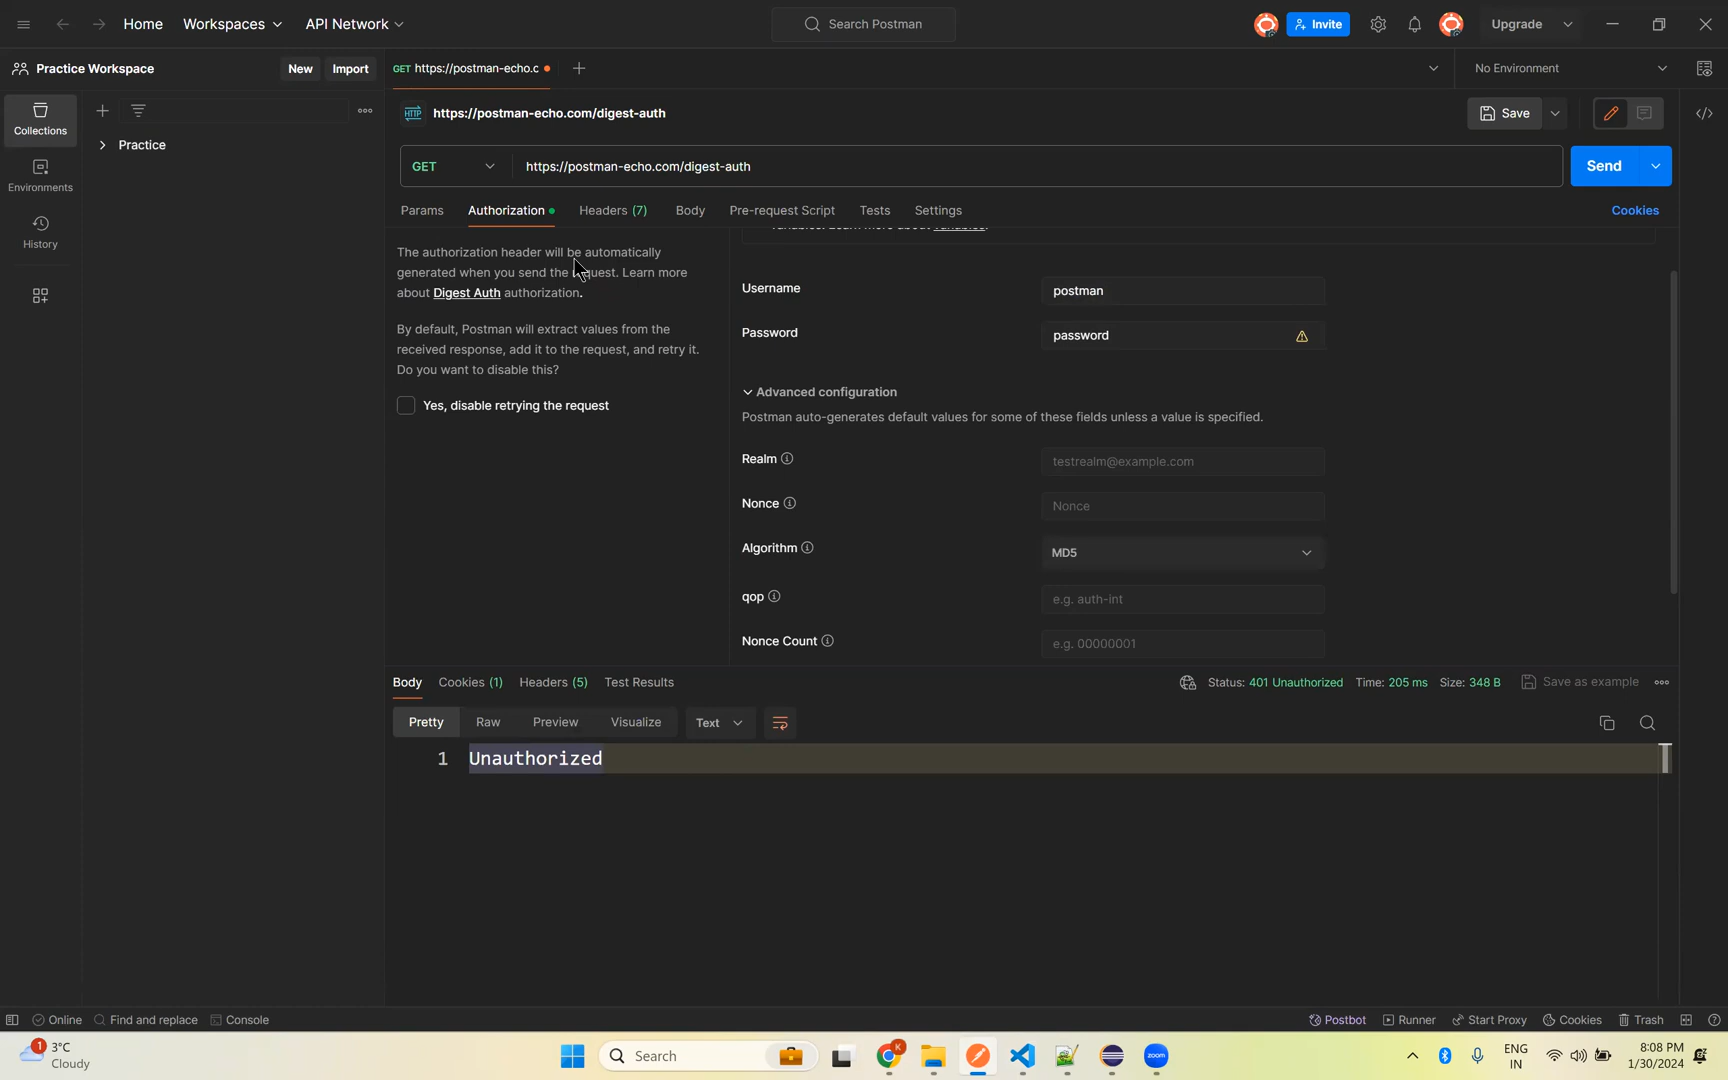 Home Workspaces API Network Search Postman Invite Upgrade
Practice Workspace New Import GET https://postman-echo.c No Environment
Collections
Environments
History
Practice
HTTP https://postman-echo.com/digest-auth Save
GET https://postman-echo.com/digest-auth Send
Params Authorization Headers (7) Body Pre-request Script Tests Settings Cookies
The authorization header will be automatically
generated when you send the request. Learn more
about Digest Auth authorization.
By default, Postman will extract values from the
received response, add it to the request, and retry it.
Do you want to disable this?
Yes, disable retrying the request
variables. Learn more about variables.
Username postman
Password password
Advanced configuration
Postman auto-generates default values for some of these fields unless a value is specified.
Realm testrealm@example.com
Nonce Nonce
Algorithm MD5
qop e.g. auth-int
Nonce Count e.g. 00000001
Body Cookies (1) Headers (5) Test Results Status: 401 Unauthorized Time: 205 ms Size: 348 B Save as example
Pretty Raw Preview Visualize Text
1 Unauthorized
Online Find and replace Console Postbot Runner Start Proxy Cookies Trash
1 3°C
Cloudy
Search
K
zoom
ENG
IN
8:08 PM
1/30/2024